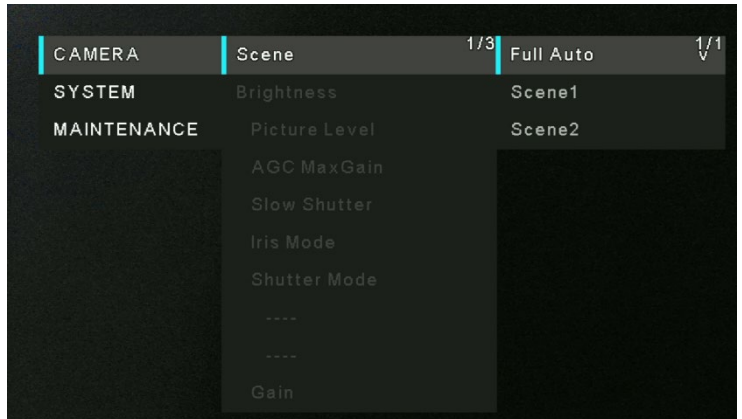 CAMERA
SYSTEM
MAINTENANCE
Scene 1/3
Brightness
Picture Level
AGC MaxGain
Slow Shutter
Iris Mode
Shutter Mode
----
----
Gain
Full Auto 1/1
v
Scene1
Scene2